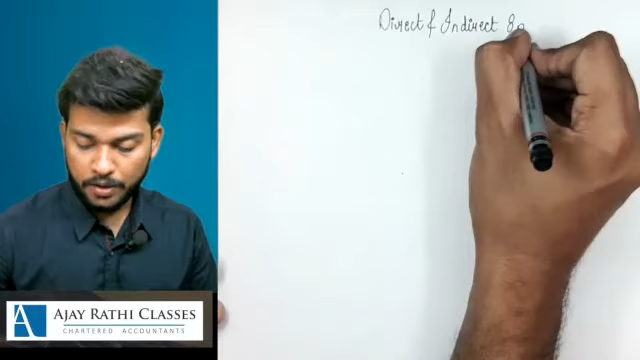 Direct & Indirect
AJAY RATHI CLASSES
CHARTERED ACCOUNTANTS